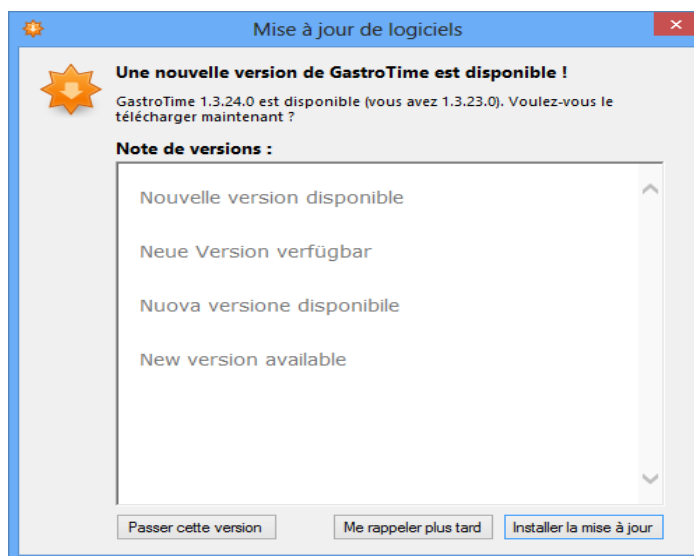 Mise à jour de logiciels
Une nouvelle version de GastroTime est disponible !
GastroTime 1.3.24.0 est disponible (vous avez 1.3.23.0). Voulez-vous le
télécharger maintenant ?
Note de versions :
Nouvelle version disponible
Neue Version verfügbar
Nuova versione disponibile
New version available
Passer cette version
Me rappeler plus tard
Installer la mise à jour